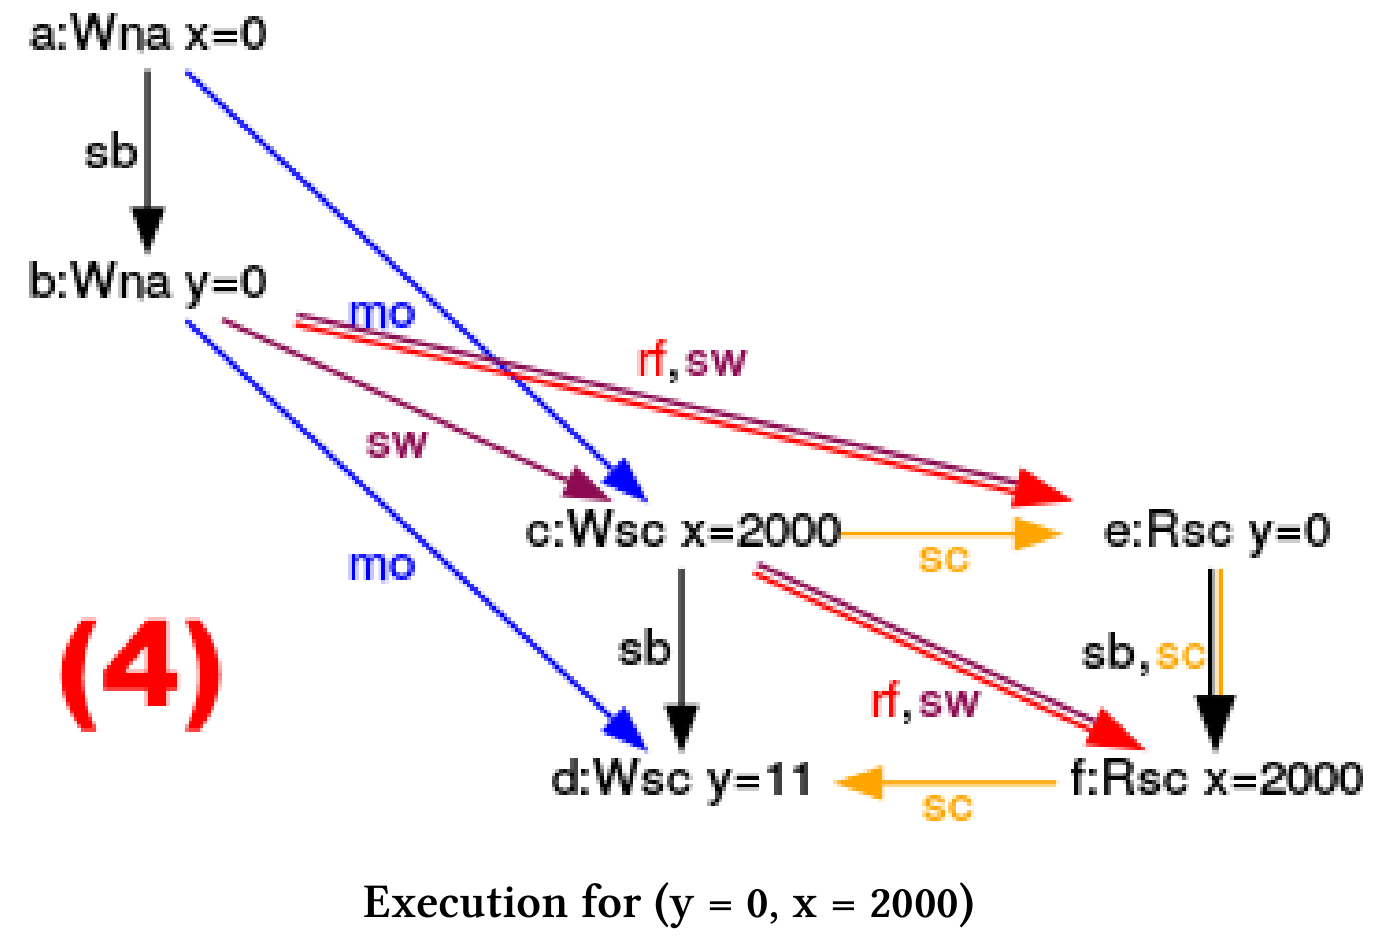 a:Wna x=0
sb
b:Wna y=0
mo
rf,sw
sw
c:Wsc x=2000
sc
e:Rsc y=0
mo
(4)
sb
sb,sc
rf,sw
d:Wsc y=11
sc
f:Rsc x=2000
Execution for (y = 0, x = 2000)